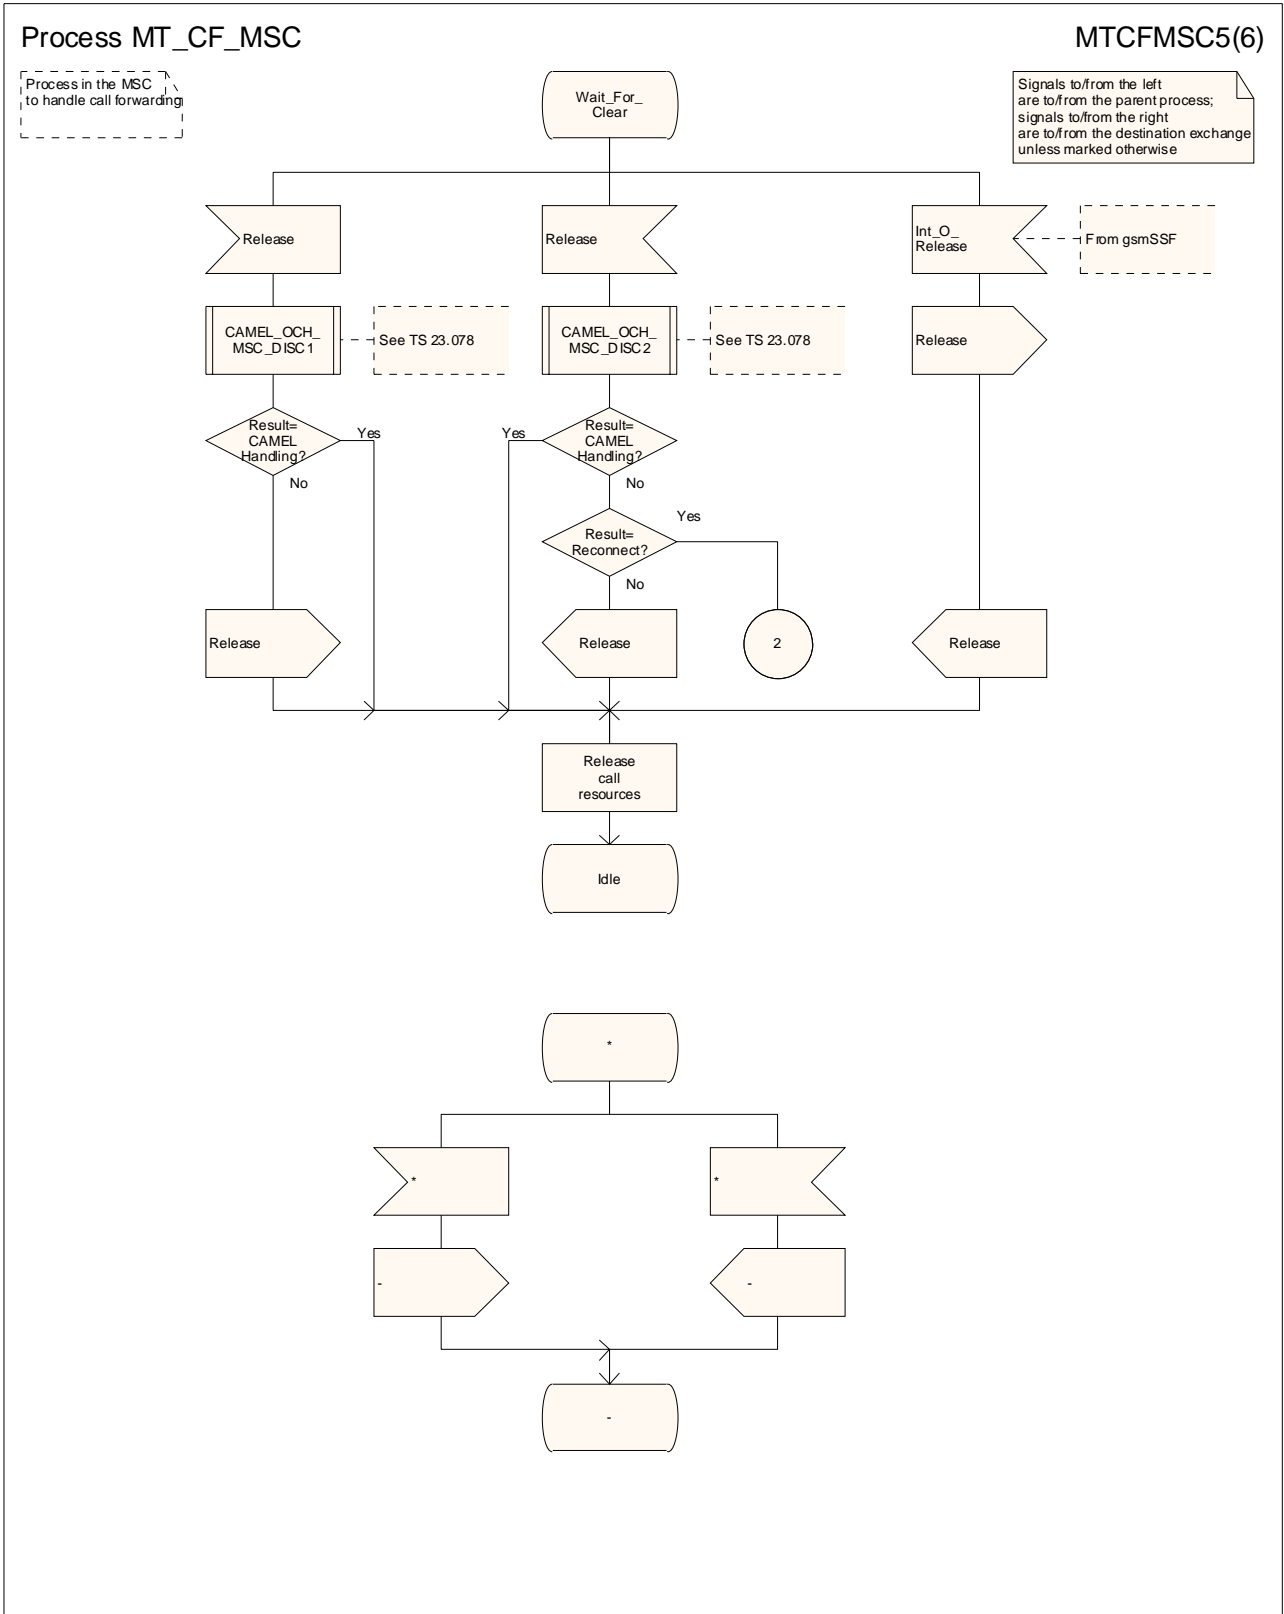 Process MT_CF_MSC
MTCFMSC5(6)
Process in the MSC
to handle call forwarding
Signals to/from the left
are to/from the parent process;
signals to/from the right
are to/from the destination exchange
unless marked otherwise
Wait_For_
Clear
Release
Release
Int_O_
Release
From gsmSSF
CAMEL_OCH_
MSC_DISC1
See TS 23.078
CAMEL_OCH_
MSC_DISC2
See TS 23.078
Release
Result=
CAMEL
Handling?
Yes
No
Yes
Result=
CAMEL
Handling?
No
Result=
Reconnect?
Yes
No
Release
Release
2
Release
Release
call
resources
Idle
*
*
*
-
-
-